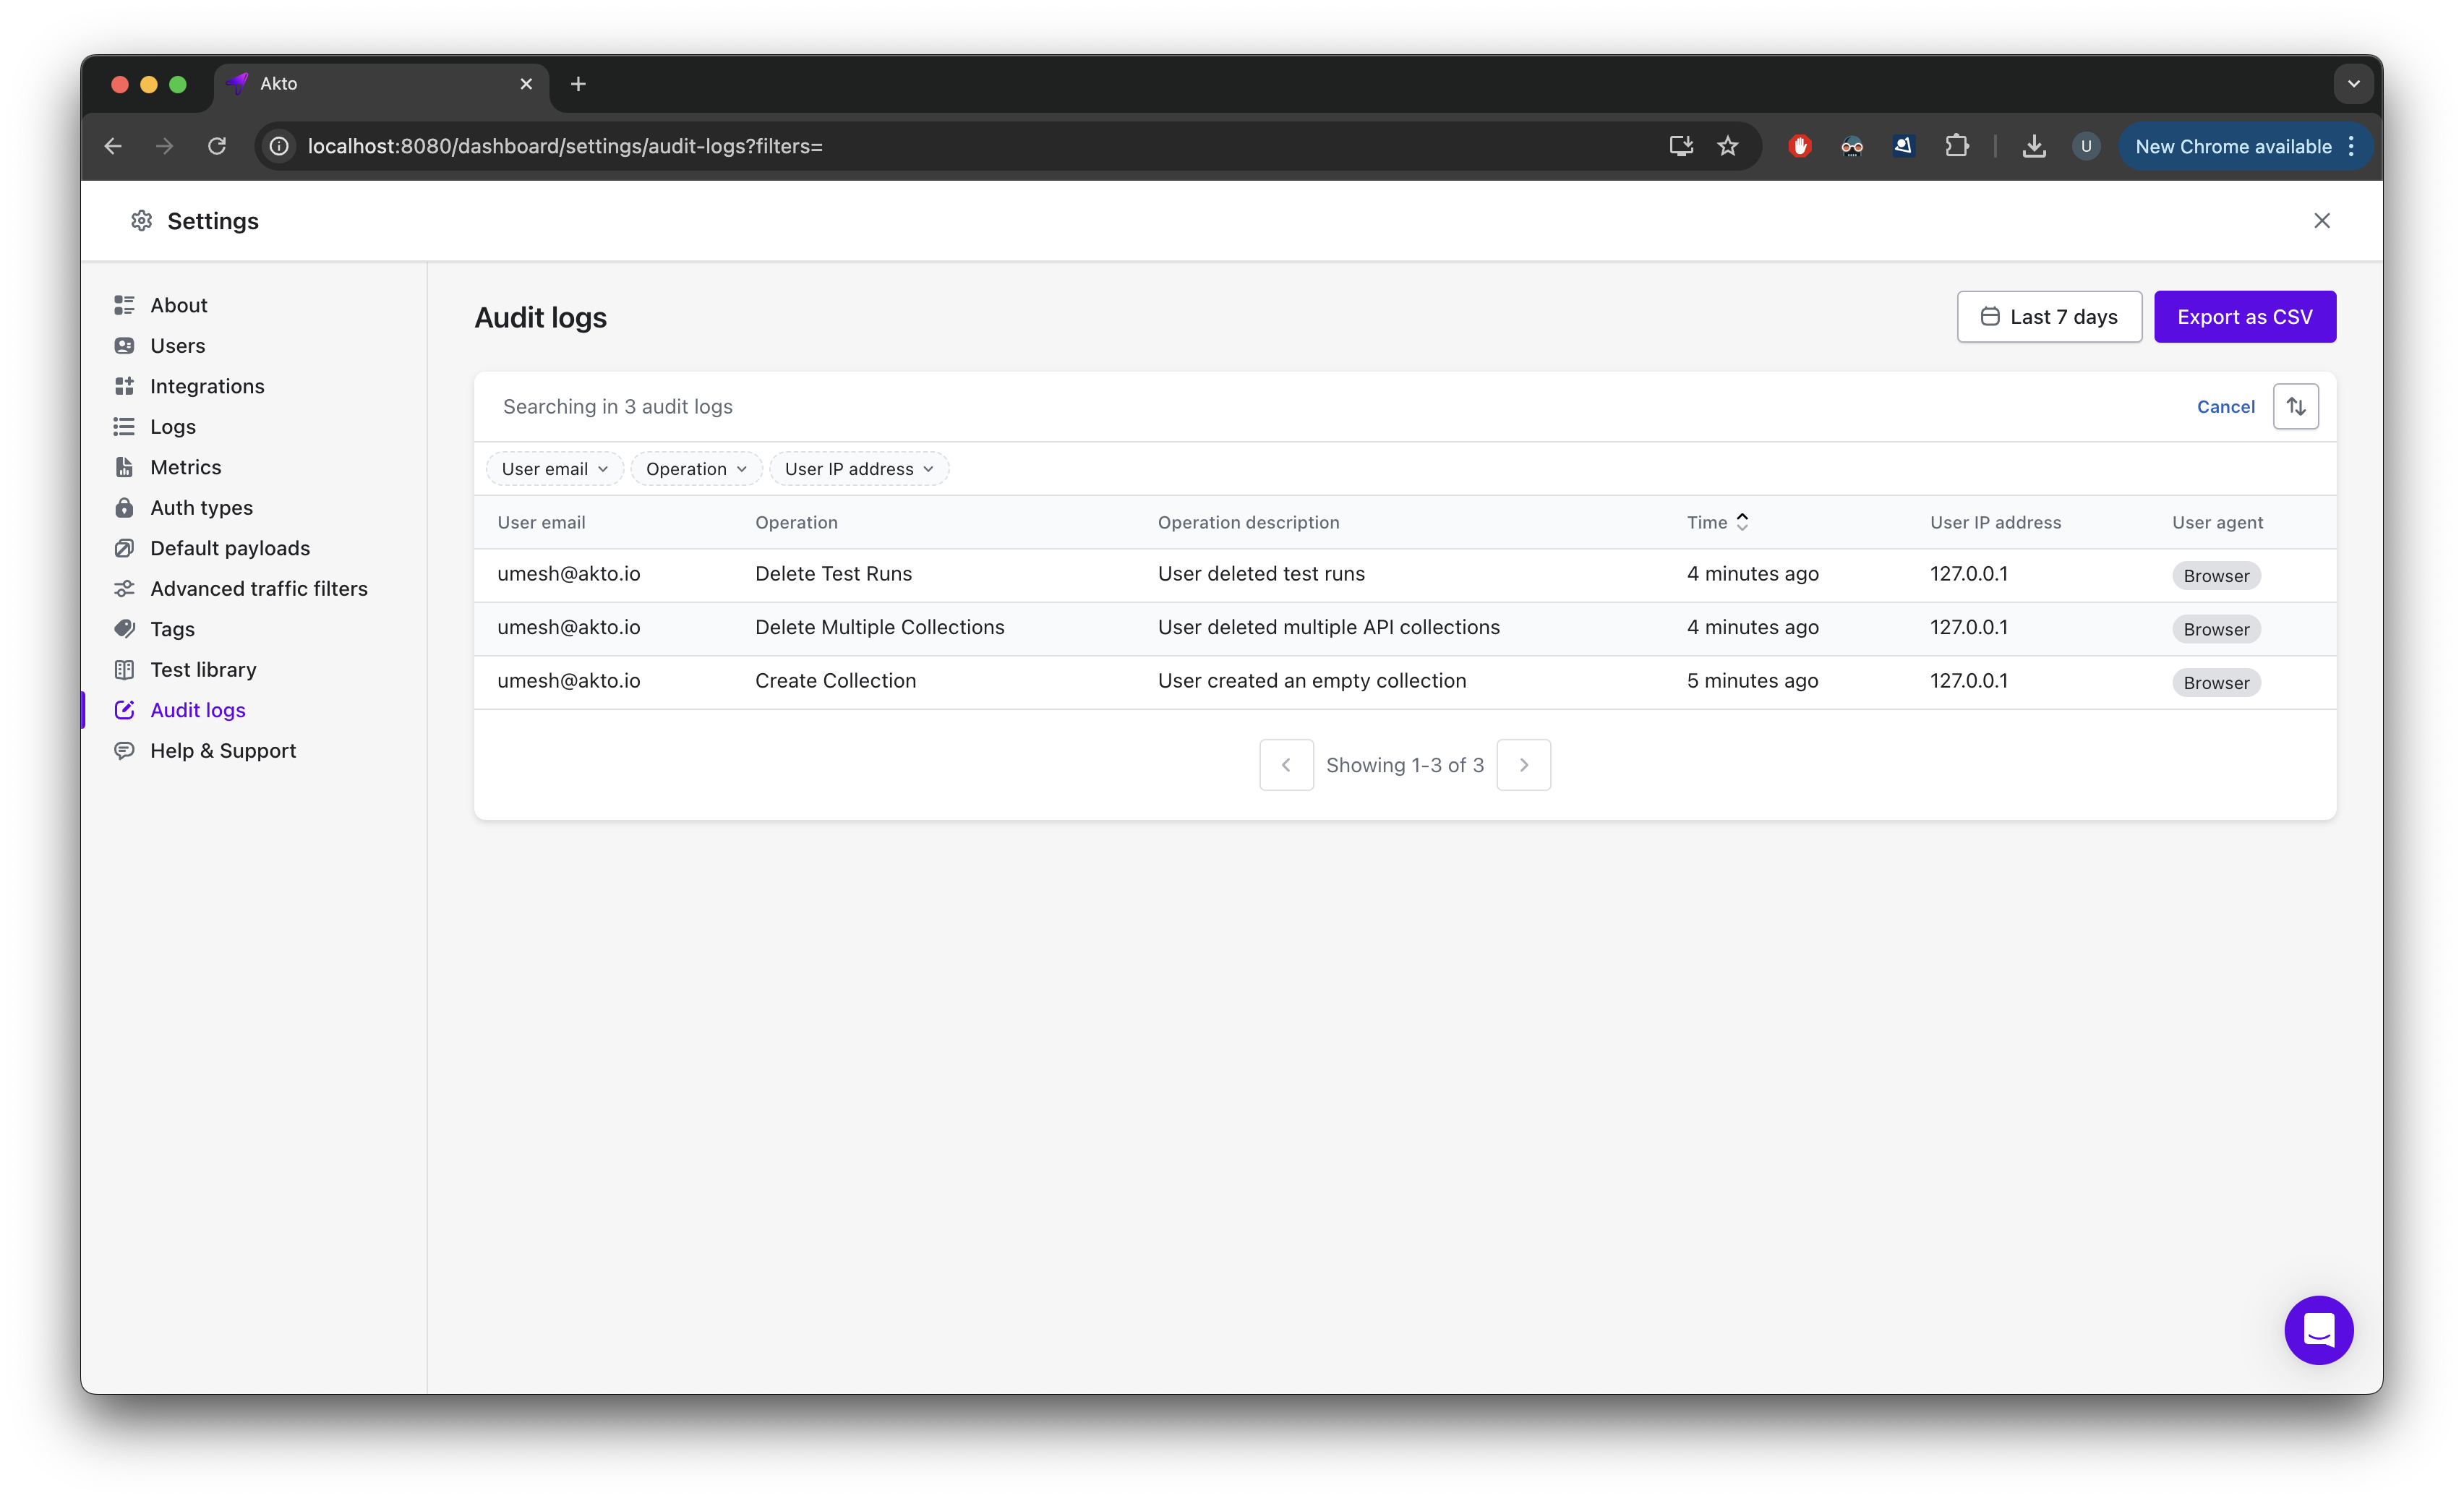 Akto
localhost:8080/dashboard/settings/audit-logs?filters=
U
New Chrome available
Settings
About
Users
Integrations
Logs
Metrics
Auth types
Default payloads
Advanced traffic filters
Tags
Test library
Audit logs
Help & Support
Audit logs
Last 7 days
Export as CSV
Searching in 3 audit logs
Cancel
User email Operation User IP address
User email Operation Operation description Time User IP address User agent
umesh@akto.io Delete Test Runs User deleted test runs 4 minutes ago 127.0.0.1 Browser
umesh@akto.io Delete Multiple Collections User deleted multiple API collections 4 minutes ago 127.0.0.1 Browser
umesh@akto.io Create Collection User created an empty collection 5 minutes ago 127.0.0.1 Browser
Showing 1-3 of 3